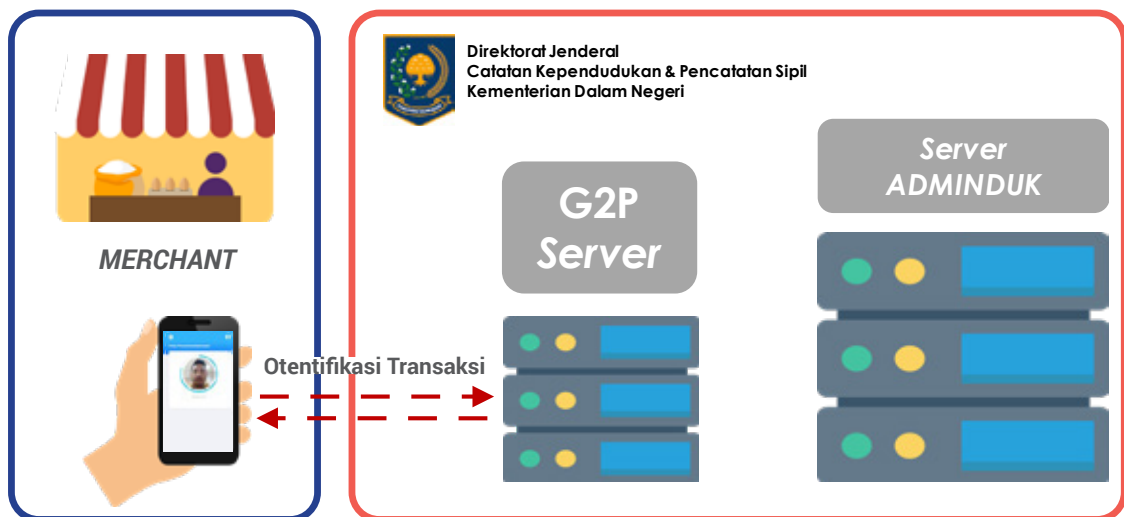 Direktorat Jenderal
Catatan Kependudukan & Pencatatan Sipil
Kementerian Dalam Negeri
Server
ADMINDUK
G2P
Server
MERCHANT
Otentifikasi Transaksi